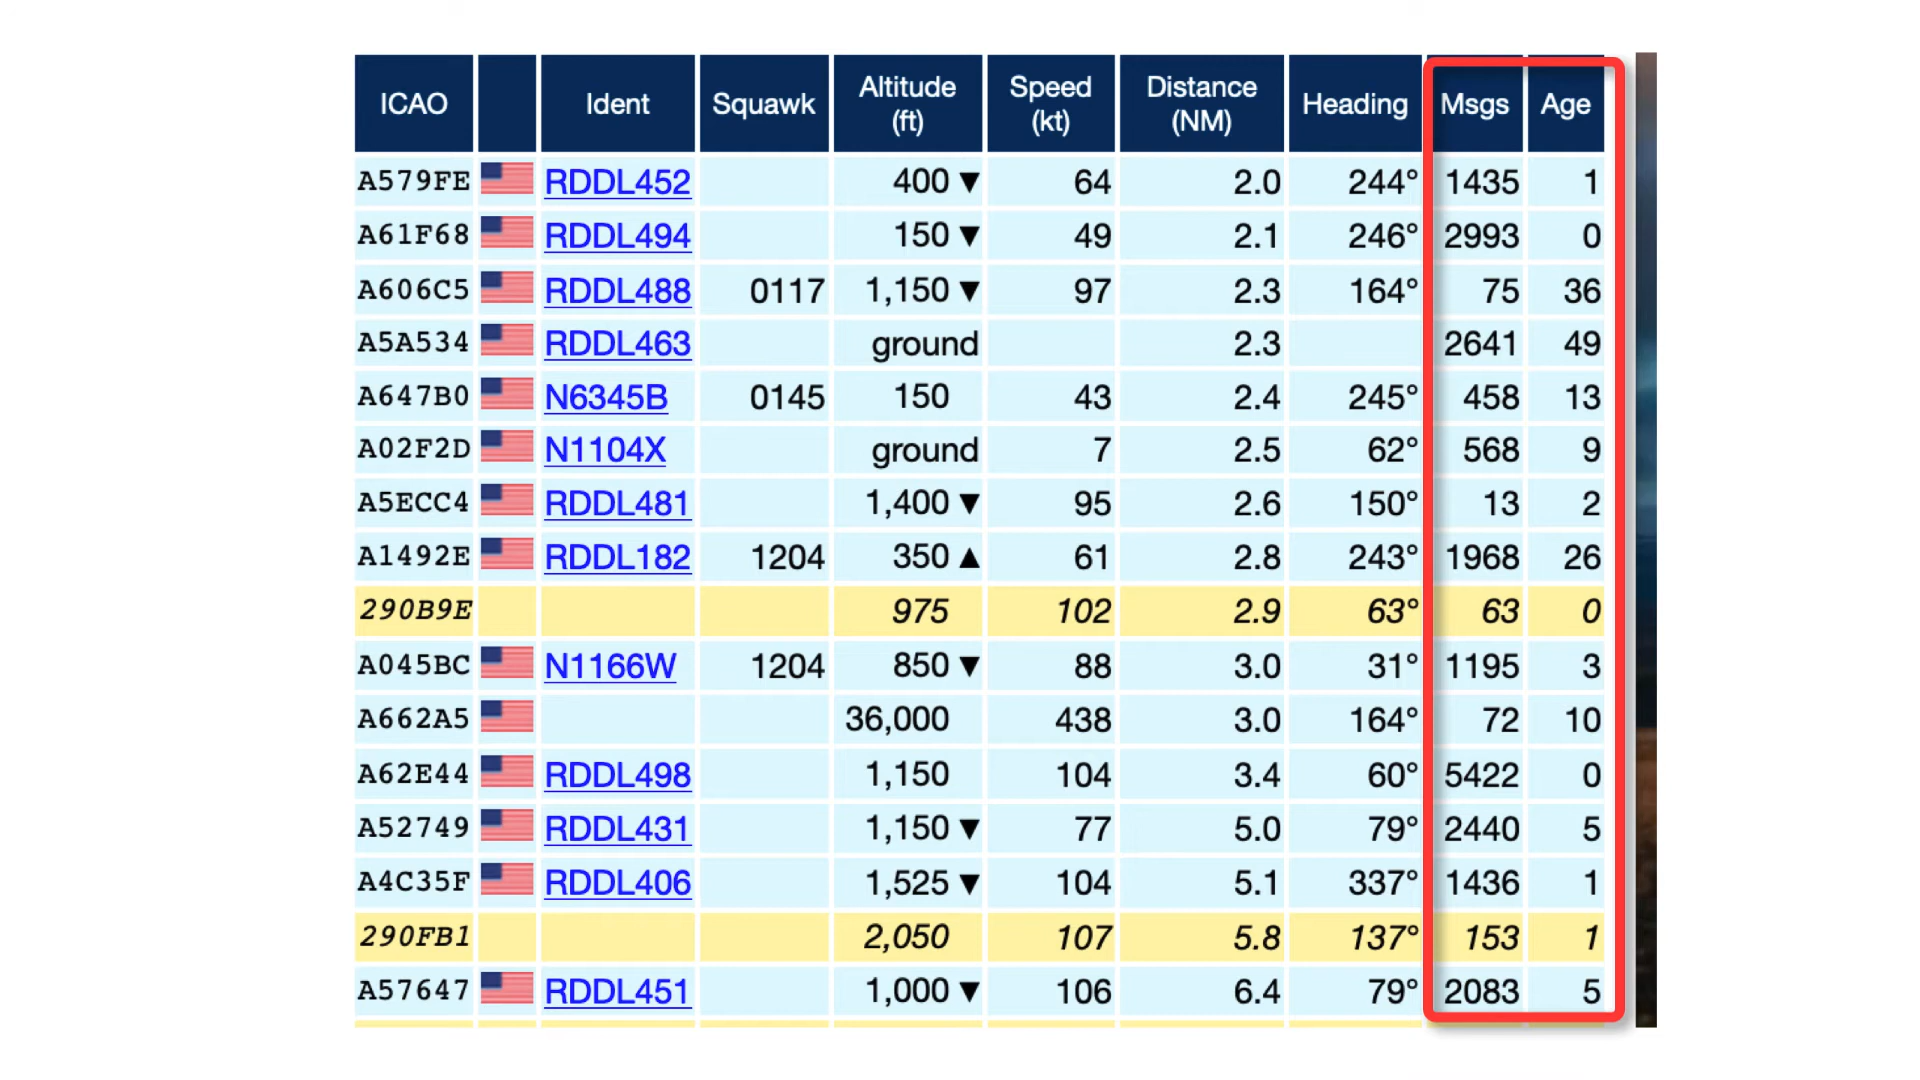 ICAO Ident Squawk Altitude (ft) Speed (kt) Distance (NM) Heading Msgs Age
A579FE RDDL452 400 ▼ 64 2.0 244° 1435 1
A61F68 RDDL494 150 ▼ 49 2.1 246° 2993 0
A606C5 RDDL488 0117 1,150 ▼ 97 2.3 164° 75 36
A5A534 RDDL463 ground 2.3 2641 49
A647B0 N6345B 0145 150 43 2.4 245° 458 13
A02F2D N1104X ground 7 2.5 62° 568 9
A5ECC4 RDDL481 1,400 ▼ 95 2.6 150° 13 2
A1492E RDDL182 1204 350 ▲ 61 2.8 243° 1968 26
290B9E 975 102 2.9 63° 63 0
A045BC N1166W 1204 850 ▼ 88 3.0 31° 1195 3
A662A5 36,000 438 3.0 164° 72 10
A62E44 RDDL498 1,150 104 3.4 60° 5422 0
A52749 RDDL431 1,150 ▼ 77 5.0 79° 2440 5
A4C35F RDDL406 1,525 ▼ 104 5.1 337° 1436 1
290FB1 2,050 107 5.8 137° 153 1
A57647 RDDL451 1,000 ▼ 106 6.4 79° 2083 5